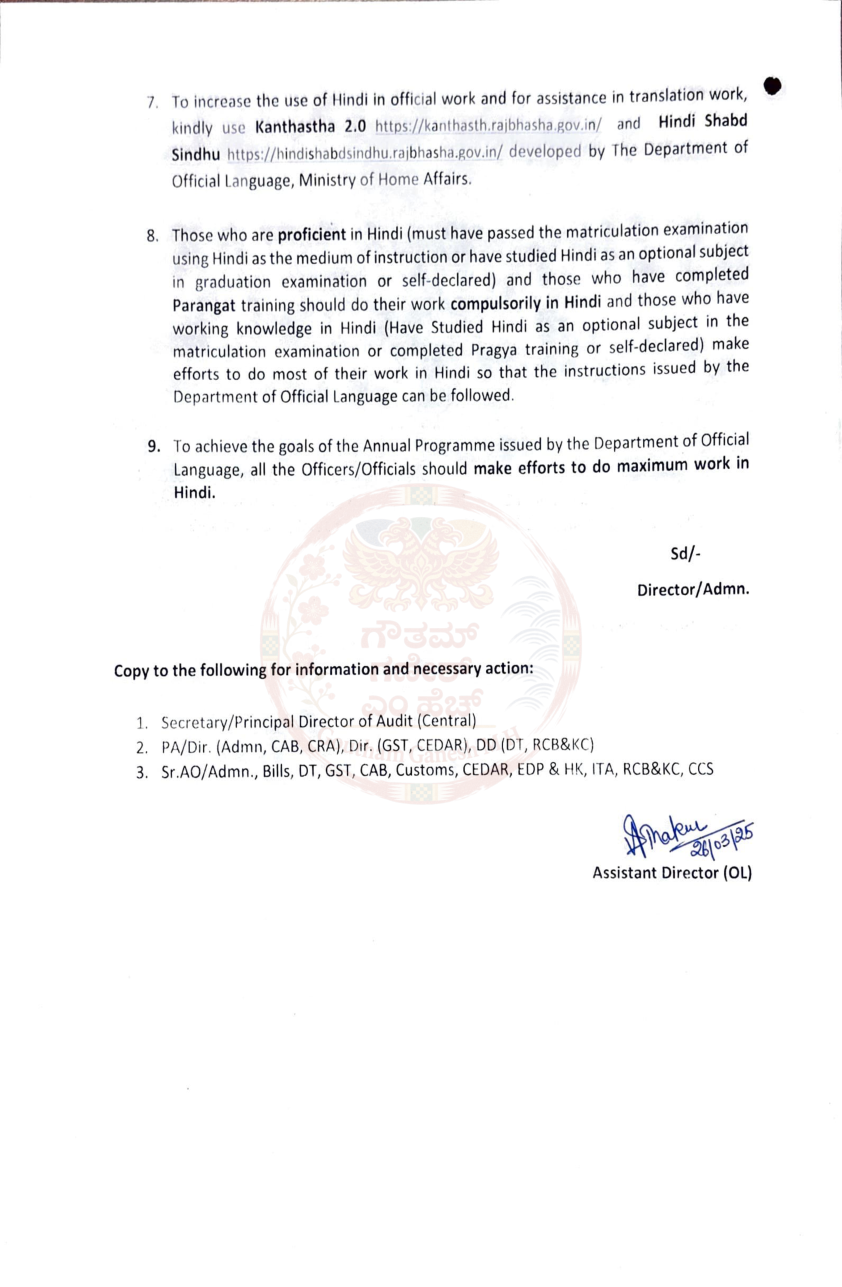 7. To increase the use of Hindi in official work and for assistance in translation work,
kindly use Kanthastha 2.0 https://kanthasth.rajbhasha.gov.in/ and Hindi Shabd
Sindhu https://hindishabdsindhu.rajbhasha.gov.in/ developed by The Department of
Official Language, Ministry of Home Affairs.
8. Those who are proficient in Hindi (must have passed the matriculation examination
using Hindi as the medium of instruction or have studied Hindi as an optional subject
in graduation examination or self-declared) and those who have completed
Parangat training should do their work compulsorily in Hindi and those who have
working knowledge in Hindi (Have Studied Hindi as an optional subject in the
matriculation examination or completed Pragya training or self-declared) make
efforts to do most of their work in Hindi so that the instructions issued by the
Department of Official Language can be followed.
9. To achieve the goals of the Annual Programme issued by the Department of Official
Language, all the Officers/Officials should make efforts to do maximum work in
Hindi.
Sd/-
Director/Admn.
ಗೌತಮ್
ಗಣೇಶ್
ಎಂ ಹೆಚ್
Copy to the following for information and necessary action:
1. Secretary/Principal Director of Audit (Central)
2. PA/Dir. (Admn, CAB, CRA), Dir. (GST, CEDAR), DD (DT, RCB&KC)
3. Sr.AO/Admn., Bills, DT, GST, CAB, Customs, CEDAR, EDP & HK, ITA, RCB&KC, CCS
26/03/25
Assistant Director (OL)